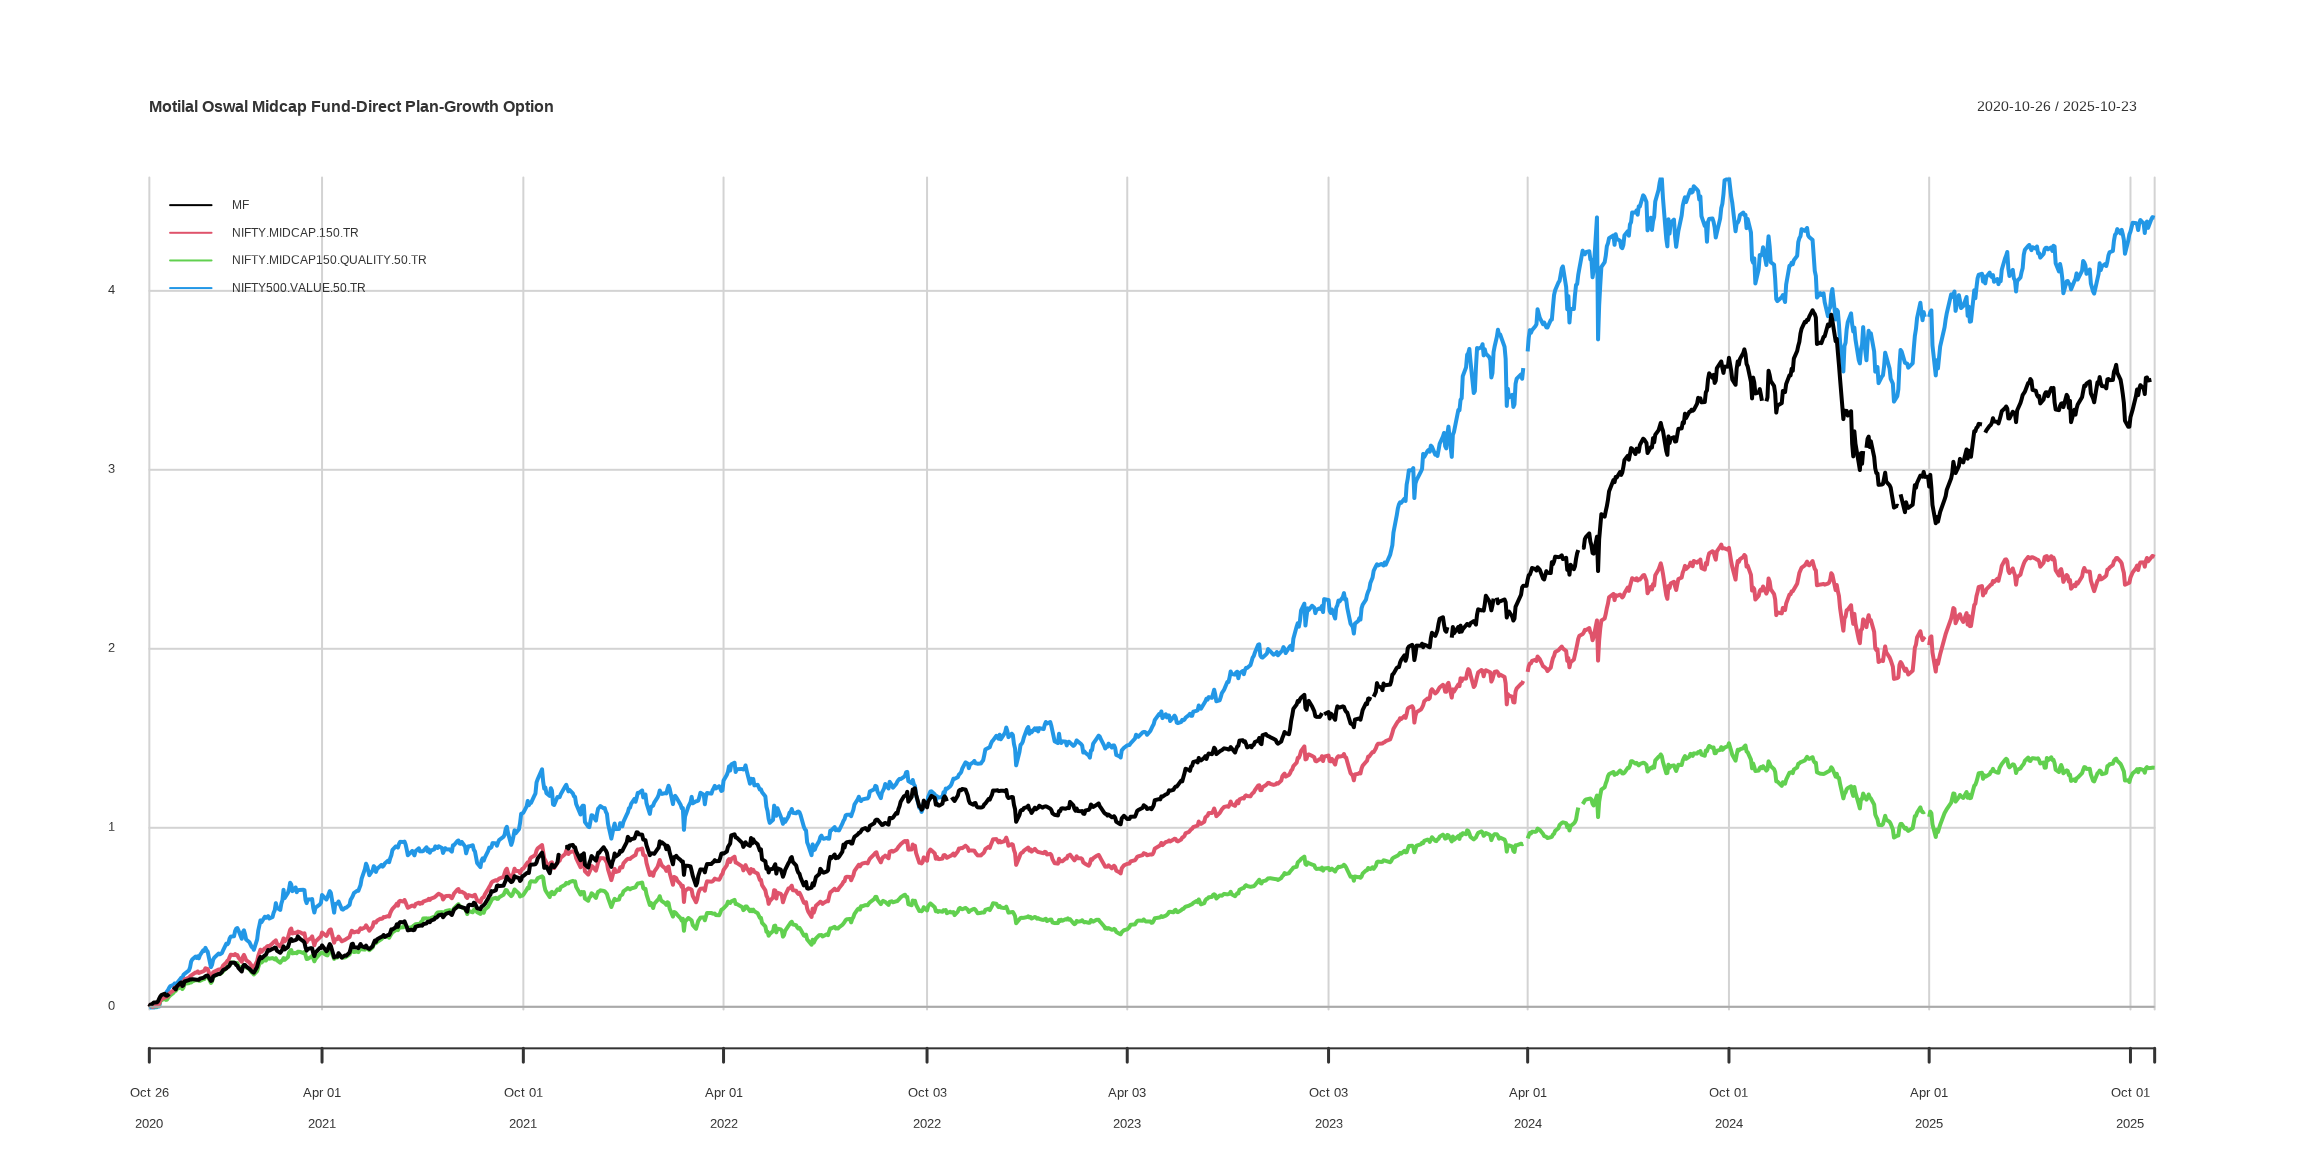 Motilal Oswal Midcap Fund-Direct Plan-Growth Option
2020-10-26 / 2025-10-23
MF
NIFTY.MIDCAP.150.TR
NIFTY.MIDCAP150.QUALITY.50.TR
NIFTY500.VALUE.50.TR
4
3
2
1
0
Oct 26 Apr 01 Oct 01 Apr 01 Oct 03 Apr 03 Oct 03 Apr 01 Oct 01 Apr 01 Oct 01
2020 2021 2021 2022 2022 2023 2023 2024 2024 2025 2025